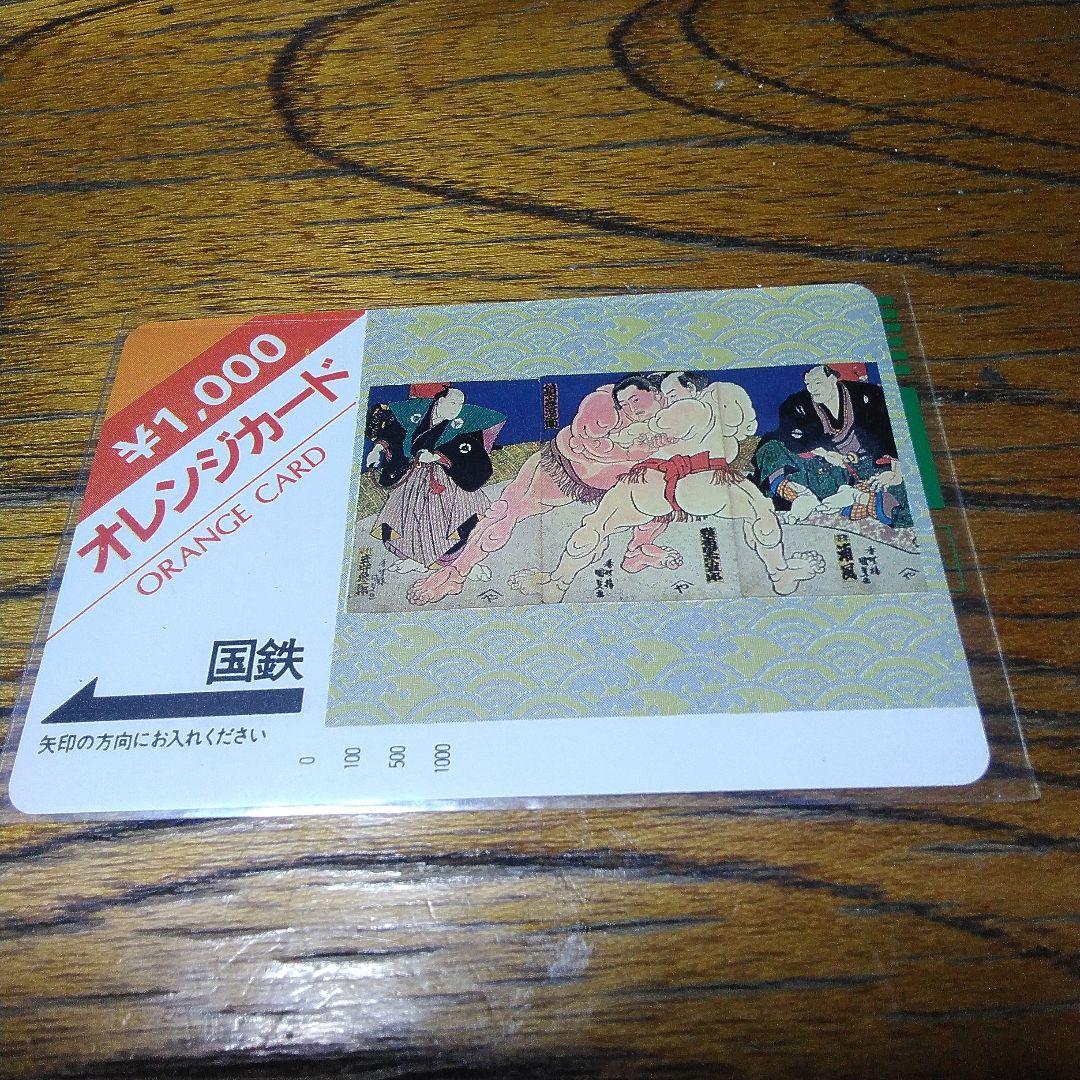 ¥1,000
オレンジカード
ORANGE CARD
国鉄
矢印の方向にお入れください
0 100 500 1000